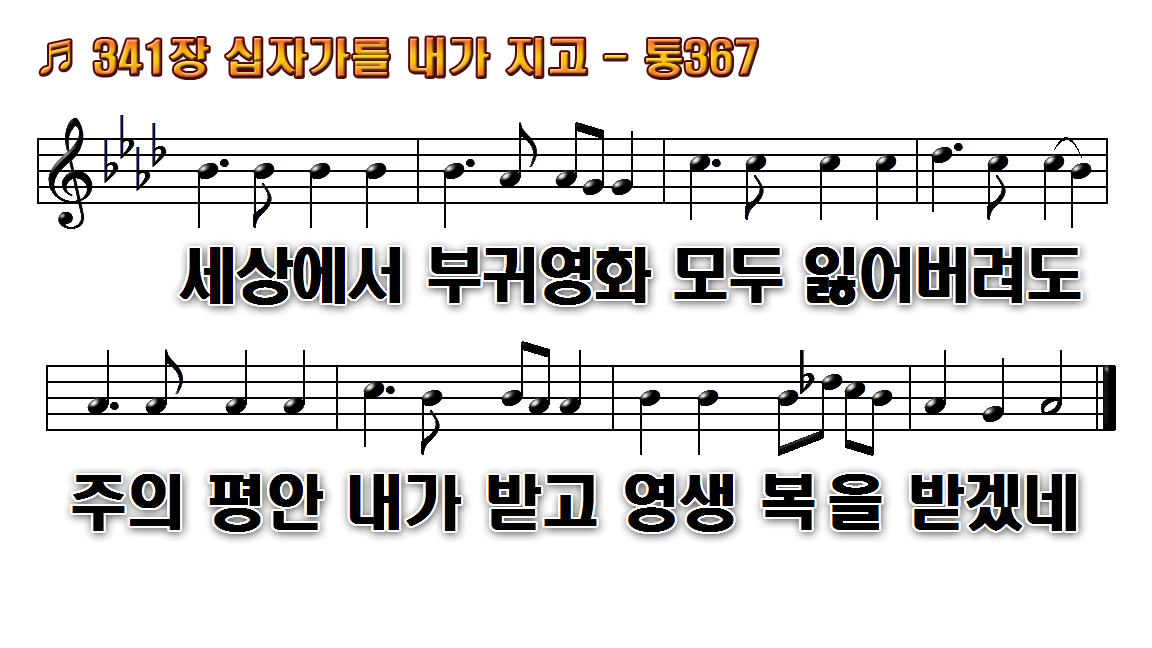 ♬ 341장 십자가를 내가 지고 - 통367
세상에서 부귀영화 모두 잃어버려도
주의 평안 내가 받고 영생 복을 받겠네